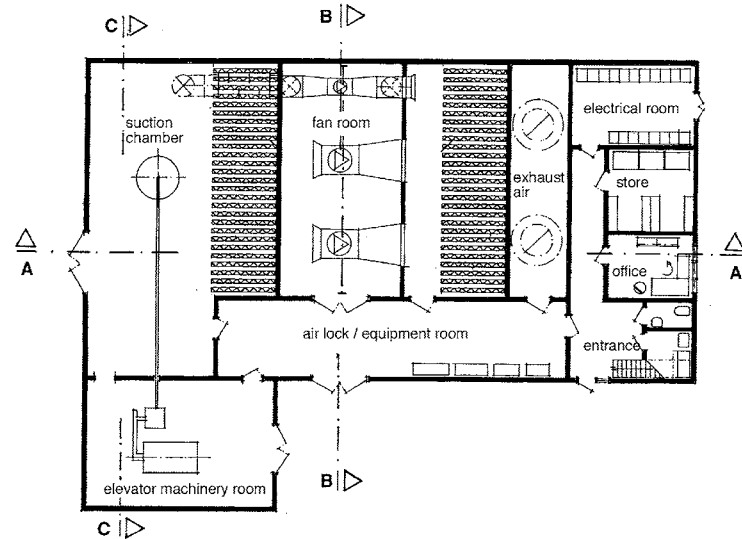 C
B
electrical room
suction
chamber
fan room
exhaust
air
store
A
A
office
air lock / equipment room
entrance
elevator machinery room
B
C